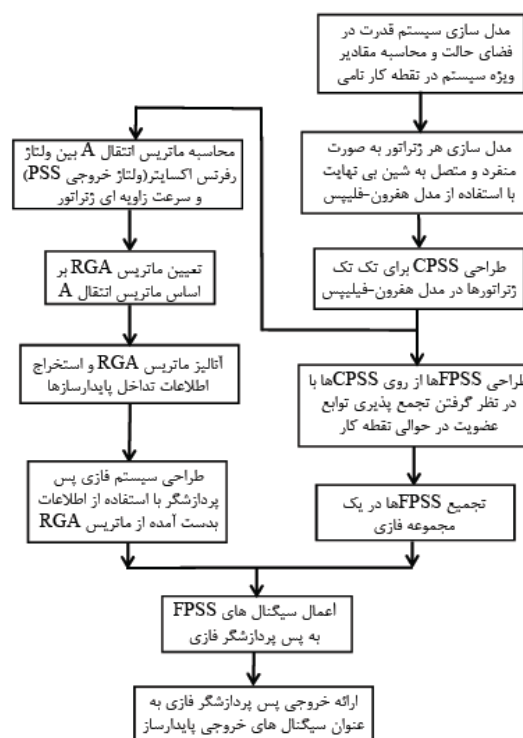 مدل سازی سیستم قدرت در
فضای حالت و محاسبه مقادیر
ویژه سیستم در نقطه کار نامی
مدل سازی هر ژنراتور به صورت
منفرد و متصل به شین بی نهایت
با استفاده از مدل هفرون-فلیپس
طراحی CPSS برای تک تک
ژنراتورها در مدل هفرون-فیلیپس
طراحی FPSSها از روی CPSSها با
در نظر گرفتن تجمع پذیری توابع
عضویت در حوالی نقطه کار
تجمیع FPSSها در یک
مجموعه فازی
محاسبه ماتریس انتقال A بین ولتاژ
رفرنس اکسایتر(ولتاژ خروجی PSS)
و سرعت زاویه ای ژنراتور
تعیین ماتریس RGA بر
اساس ماتریس انتقال A
آنالیز ماتریس RGA و استخراج
اطلاعات تداخل پایدارسازها
طراحی سیستم فازی پس
پردازشگر با استفاده از اطلاعات
بدست آمده از ماتریس RGA
اعمال سیگنال های FPSS
به پس پردازشگر فازی
ارائه خروجی پس پردازشگر فازی به
عنوان سیگنال های خروجی پایدارساز